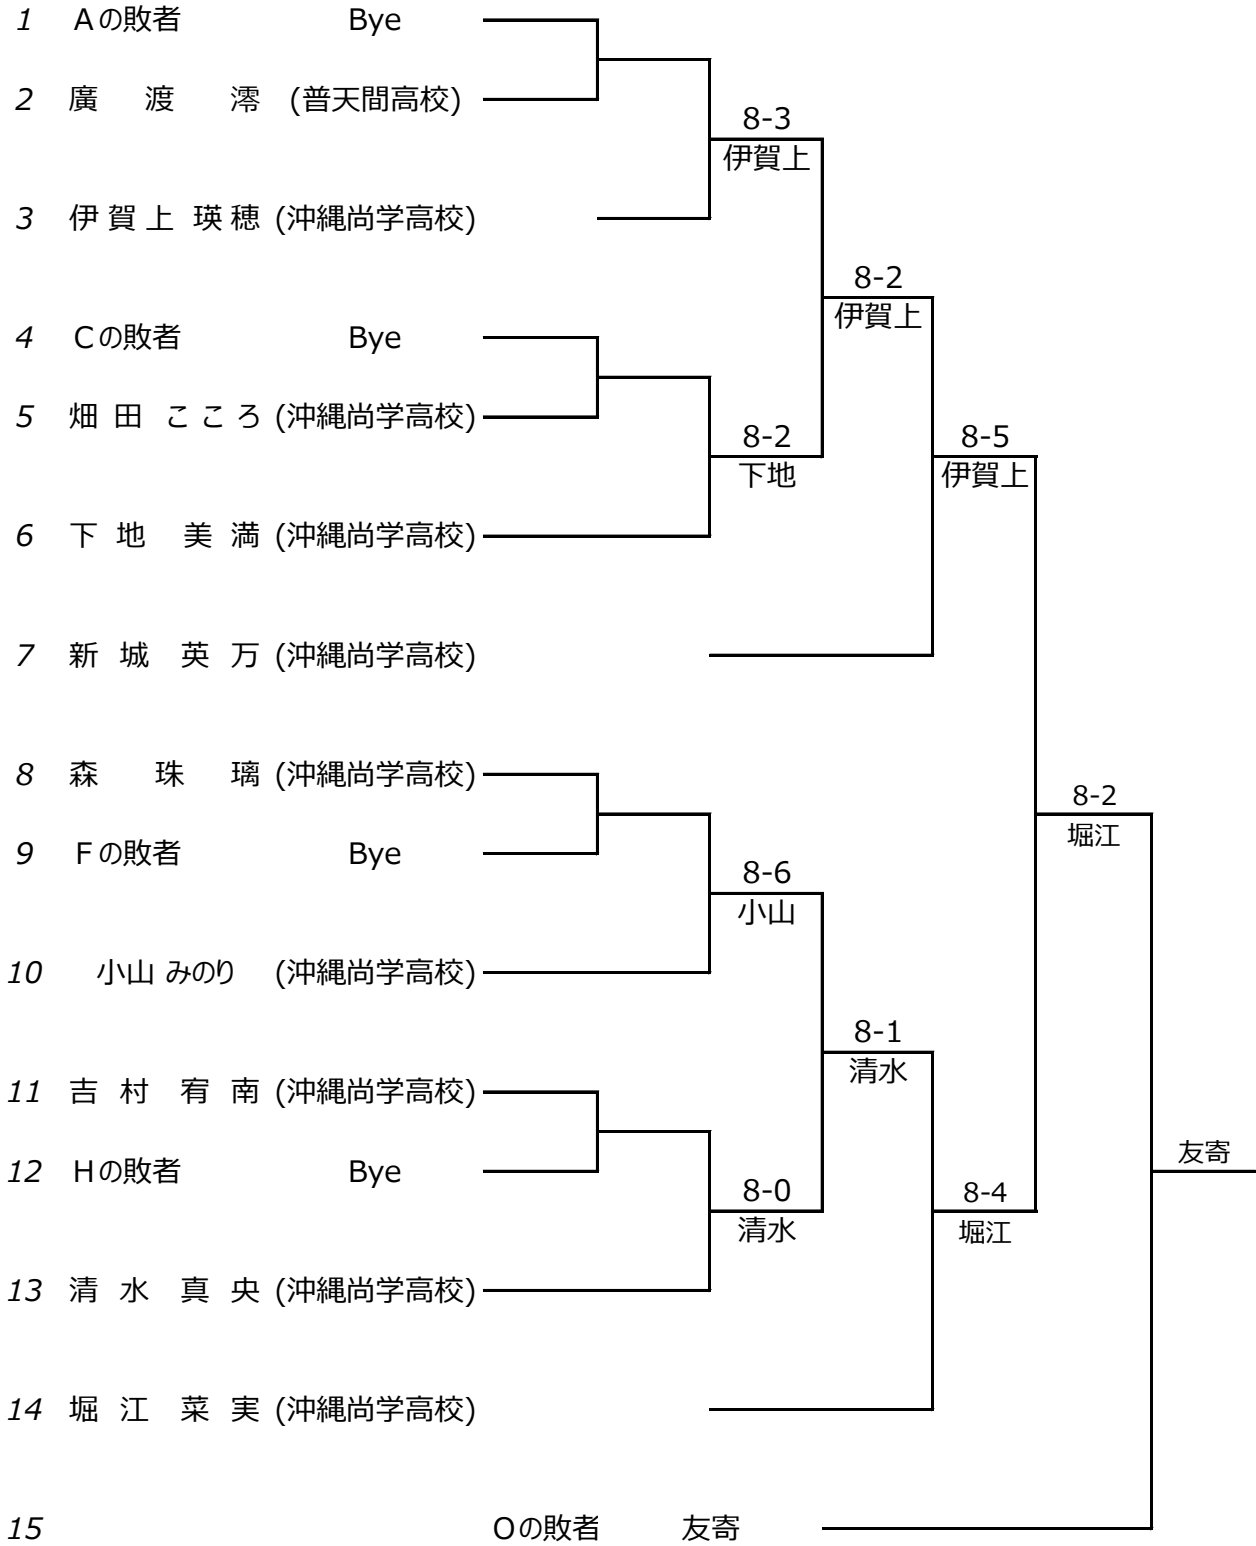 1 Aの敗者 Bye
2 廣渡 澪 (普天間高校)
8-3
伊賀上
3 伊賀上 瑛穂 (沖縄尚学高校)
8-2
伊賀上
4 Cの敗者 Bye
5 畑田 こころ (沖縄尚学高校)
8-2 8-5
下地 伊賀上
6 下地 美満 (沖縄尚学高校)
7 新城 英万 (沖縄尚学高校)
8 森 珠璃 (沖縄尚学高校)
8-2
堀江
9 Fの敗者 Bye
8-6
小山
10 小山 みのり (沖縄尚学高校)
8-1
清水
11 吉村 宥南 (沖縄尚学高校)
友寄
12 Hの敗者 Bye
8-0 8-4
清水 堀江
13 清水 真央 (沖縄尚学高校)
14 堀江 菜実 (沖縄尚学高校)
15 Oの敗者 友寄